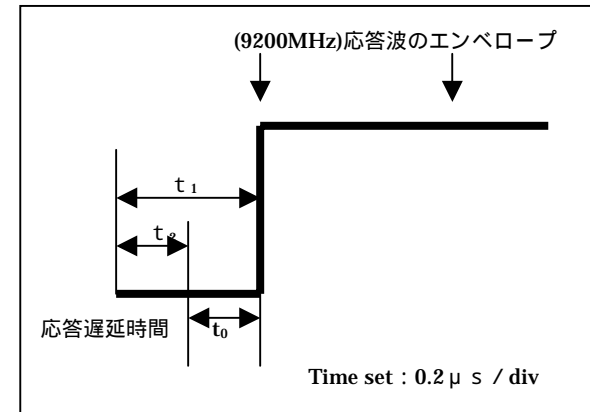 (9200MHz)応答波のエンベロープ
t₁
t₂
応答遅延時間
t₀
Time set：0.2μｓ／div